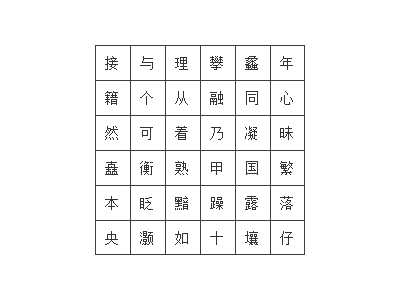 接 与 理 攀 蠡 年
籍 个 从 融 同 心
然 可 着 乃 凝 昧
矗 衡 熟 甲 国 繁
本 眨 黯 躁 露 落
央 灏 如 十 壤 仔